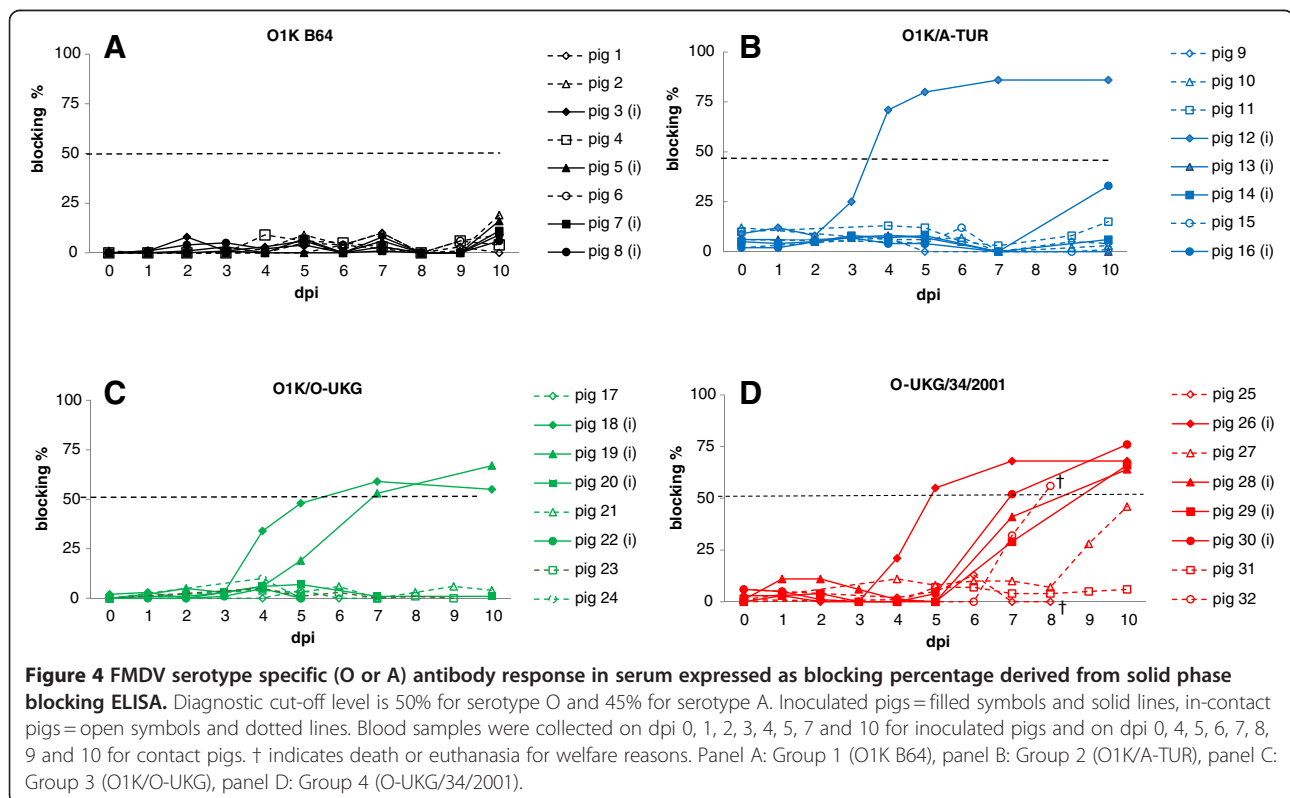 A
O1K B64
100
75
50
25
0
blocking %
0 1 2 3 4 5 6 7 8 9 10
dpi
pig 1
pig 2
pig 3 (i)
pig 4
pig 5 (i)
pig 6
pig 7 (i)
pig 8 (i)
B
O1K/A-TUR
100
75
50
25
0
blocking %
0 1 2 3 4 5 6 7 8 9 10
dpi
pig 9
pig 10
pig 11
pig 12 (i)
pig 13 (i)
pig 14 (i)
pig 15
pig 16 (i)
C
O1K/O-UKG
100
75
50
25
0
blocking %
0 1 2 3 4 5 6 7 8 9 10
dpi
pig 17
pig 18 (i)
pig 19 (i)
pig 20 (i)
pig 21
pig 22 (i)
pig 23
pig 24
D
O-UKG/34/2001
100
75
50
25
0
blocking %
†
†
0 1 2 3 4 5 6 7 8 9 10
dpi
pig 25
pig 26 (i)
pig 27
pig 28 (i)
pig 29 (i)
pig 30 (i)
pig 31
pig 32
Figure 4 FMDV serotype specific (O or A) antibody response in serum expressed as blocking percentage derived from solid phase
blocking ELISA. Diagnostic cut-off level is 50% for serotype O and 45% for serotype A. Inoculated pigs = filled symbols and solid lines, in-contact
pigs = open symbols and dotted lines. Blood samples were collected on dpi 0, 1, 2, 3, 4, 5, 7 and 10 for inoculated pigs and on dpi 0, 4, 5, 6, 7, 8,
9 and 10 for contact pigs. † indicates death or euthanasia for welfare reasons. Panel A: Group 1 (O1K B64), panel B: Group 2 (O1K/A-TUR), panel C:
Group 3 (O1K/O-UKG), panel D: Group 4 (O-UKG/34/2001).